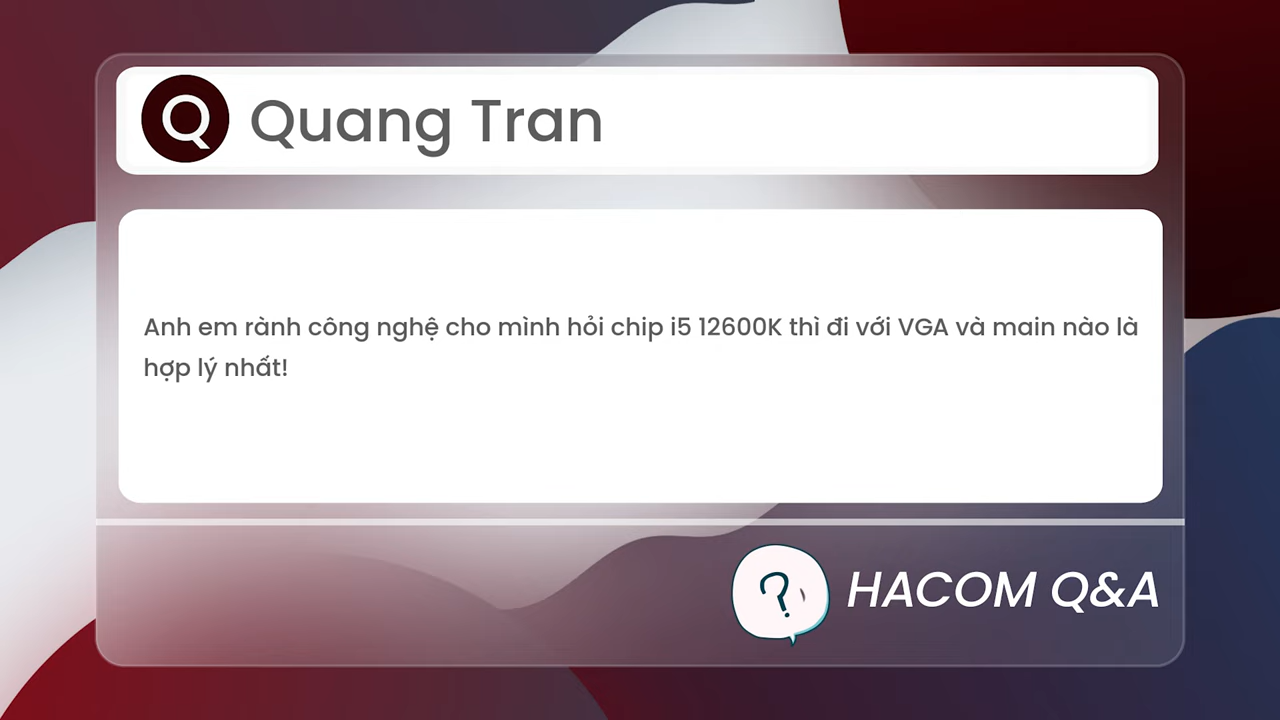 Q
Quang Tran
Anh em rành công nghệ cho mình hỏi chip i5 12600K thì đi với VGA và main nào là
hợp lý nhất!
?
HACOM Q&A